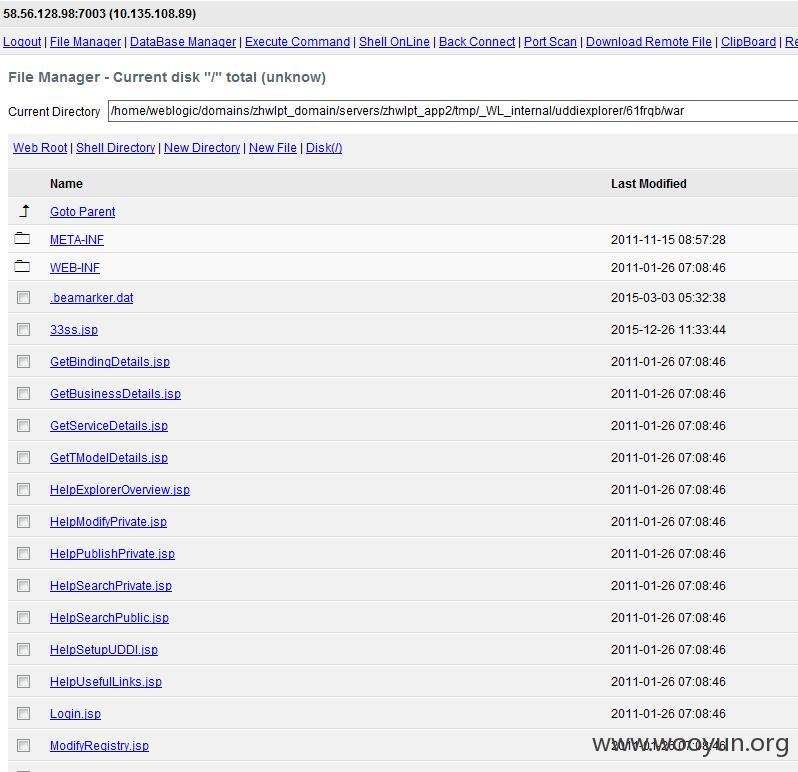 58.56.128.98:7003 (10.135.108.89)
Logout | File Manager | DataBase Manager | Execute Command | Shell OnLine | Back Connect | Port Scan | Download Remote File | ClipBoard | Re
File Manager - Current disk "/" total (unknow)
Current Directory /home/weblogic/domains/zhwlpt_domain/servers/zhwlpt_app2/tmp/_WL_internal/uddiexplorer/61frqb/war
Web Root | Shell Directory | New Directory | New File | Disk(/)
Name Last Modified
Goto Parent
META-INF 2011-11-15 08:57:28
WEB-INF 2011-01-26 07:08:46
.beamarker.dat 2015-03-03 05:32:38
33ss.jsp 2015-12-26 11:33:44
GetBindingDetails.jsp 2011-01-26 07:08:46
GetBusinessDetails.jsp 2011-01-26 07:08:46
GetServiceDetails.jsp 2011-01-26 07:08:46
GetTModelDetails.jsp 2011-01-26 07:08:46
HelpExplorerOverview.jsp 2011-01-26 07:08:46
HelpModifyPrivate.jsp 2011-01-26 07:08:46
HelpPublishPrivate.jsp 2011-01-26 07:08:46
HelpSearchPrivate.jsp 2011-01-26 07:08:46
HelpSearchPublic.jsp 2011-01-26 07:08:46
HelpSetupUDDI.jsp 2011-01-26 07:08:46
HelpUsefulLinks.jsp 2011-01-26 07:08:46
Login.jsp 2011-01-26 07:08:46
ModifyRegistry.jsp 2011-01-26 07:08:46
www.wooyun.org